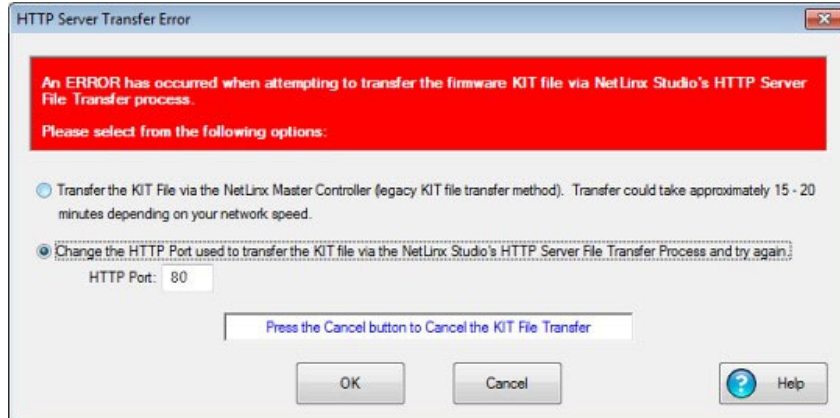 HTTP Server Transfer Error
An ERROR has occurred when attempting to transfer the firmware KIT file via NetLinx Studio's HTTP Server
File Transfer process.
Please select from the following options:
Transfer the KIT File via the NetLinx Master Controller (legacy KIT file transfer method). Transfer could take approximately 15 - 20
minutes depending on your network speed.
Change the HTTP Port used to transfer the KIT file via the NetLinx Studio's HTTP Server File Transfer Process and try again.
HTTP Port: 80
Press the Cancel button to Cancel the KIT File Transfer
OK Cancel Help